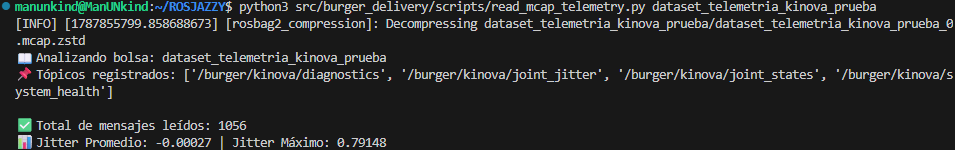 manunkind@ManUNkind:~/ROSJAZZY$ python3 src/burger_delivery/scripts/read_mcap_telemetry.py dataset_telemetria_kinova_prueba
[INFO] [1787855799.858688673] [rosbag2_compression]: Decompressing dataset_telemetria_kinova_prueba/dataset_telemetria_kinova_prueba_0
.mcap.zstd
📖 Analizando bolsa: dataset_telemetria_kinova_prueba
📌 Tópicos registrados: ['/burger/kinova/diagnostics', '/burger/kinova/joint_jitter', '/burger/kinova/joint_states', '/burger/kinova/s
ystem_health']
✅ Total de mensajes leídos: 1056
📊 Jitter Promedio: -0.00027 | Jitter Máximo: 0.79148